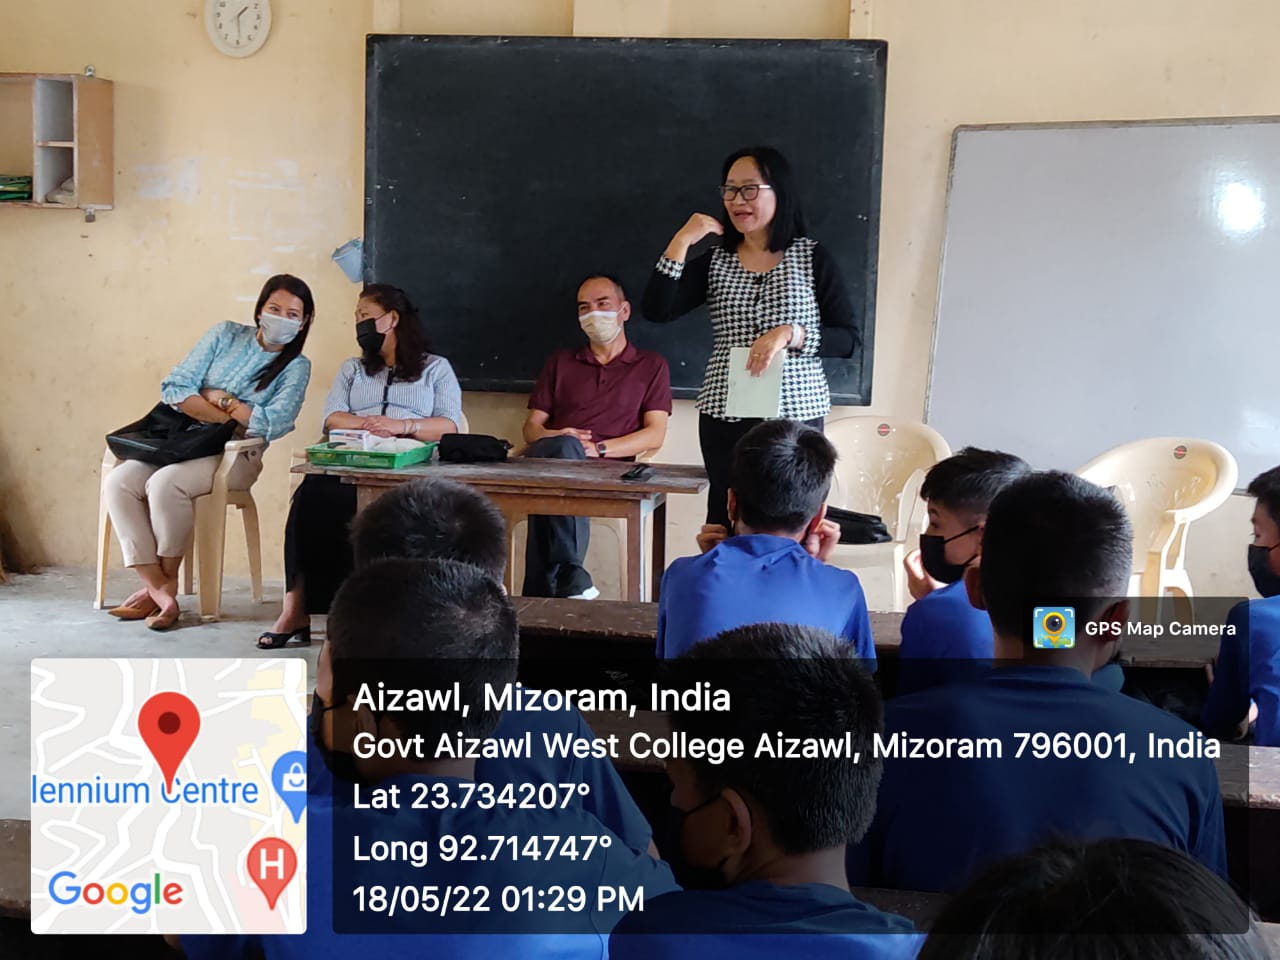 GPS Map Camera
Aizawl, Mizoram, India
Govt Aizawl West College Aizawl, Mizoram 796001, India
Lat 23.734207°
Long 92.714747°
18/05/22 01:29 PM
lennium Centre
H
Google